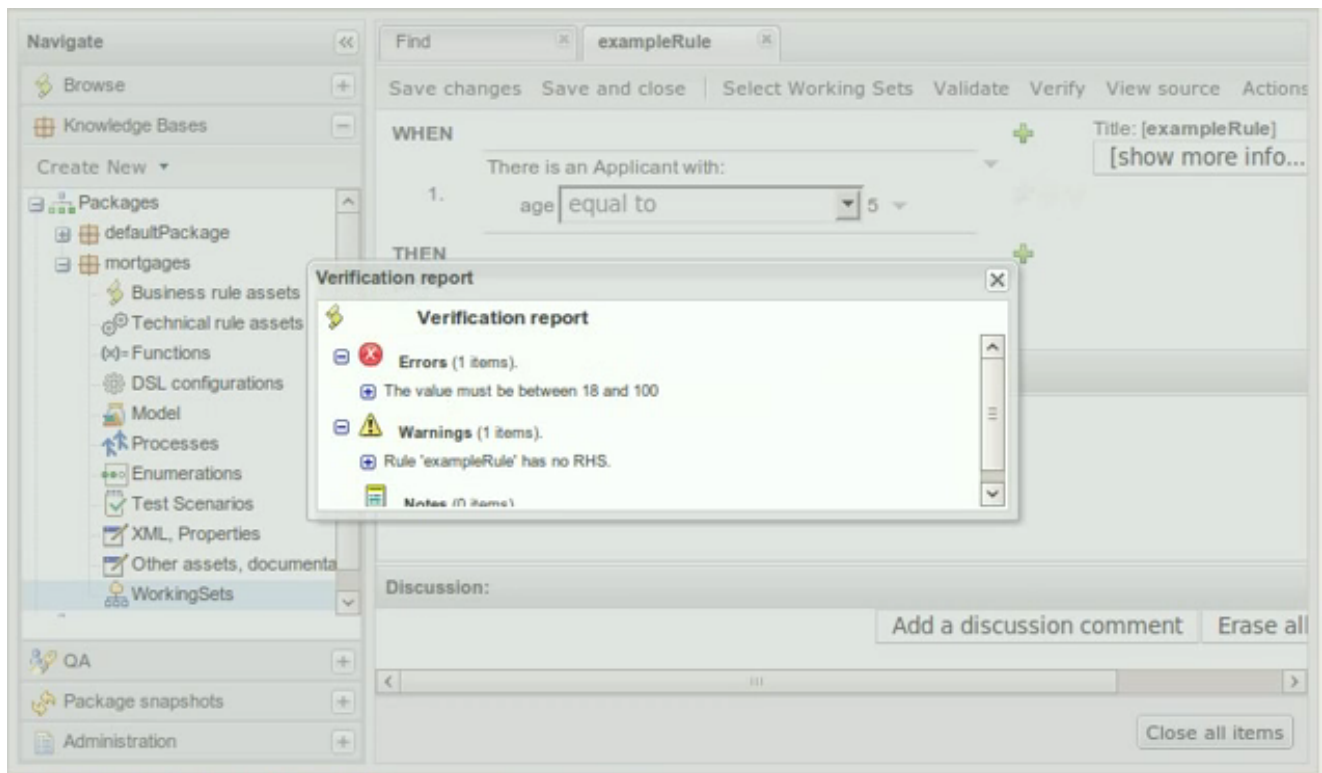 Navigate
Browse
Knowledge Bases
Create New
Packages
defaultPackage
mortgages
Business rule assets
Technical rule assets
(x)= Functions
DSL configurations
Model
Processes
Enumerations
Test Scenarios
XML, Properties
Other assets, documenta
WorkingSets
QA
Package snapshots
Administration
Find exampleRule
Save changes Save and close Select Working Sets Validate Verify View source Actions
WHEN
Title: [exampleRule]
[show more info...
There is an Applicant with:
1.
age equal to 5
THEN
Verification report
Verification report
Errors (1 items).
The value must be between 18 and 100
Warnings (1 items).
Rule 'exampleRule' has no RHS.
Notes (0 items)
Discussion:
Add a discussion comment Erase all
Close all items